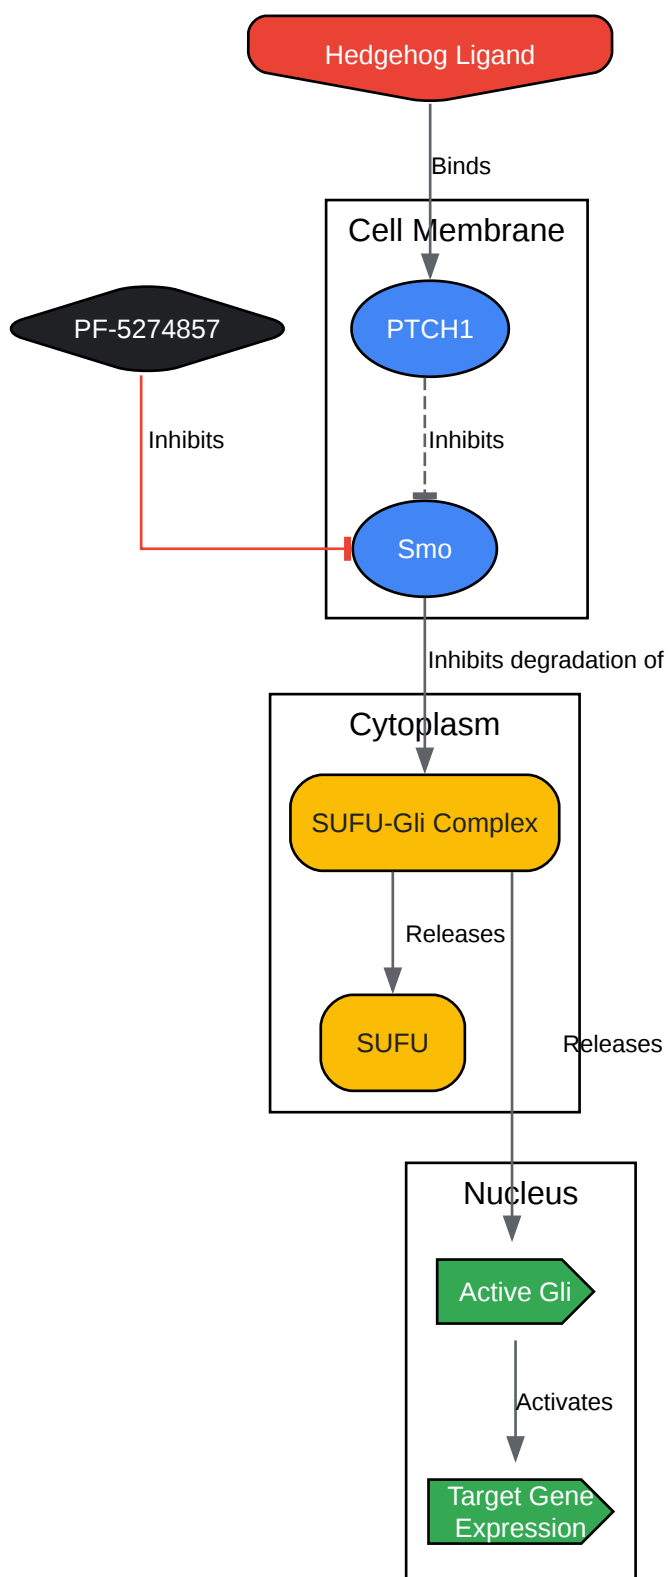 Hedgehog Ligand
Binds
Cell Membrane
PF-5274857
PTCH1
Inhibits
Inhibits
Smo
Inhibits degradation of
Cytoplasm
SUFU-Gli Complex
Releases
SUFU
Releases
Nucleus
Active Gli
Activates
Target Gene
Expression